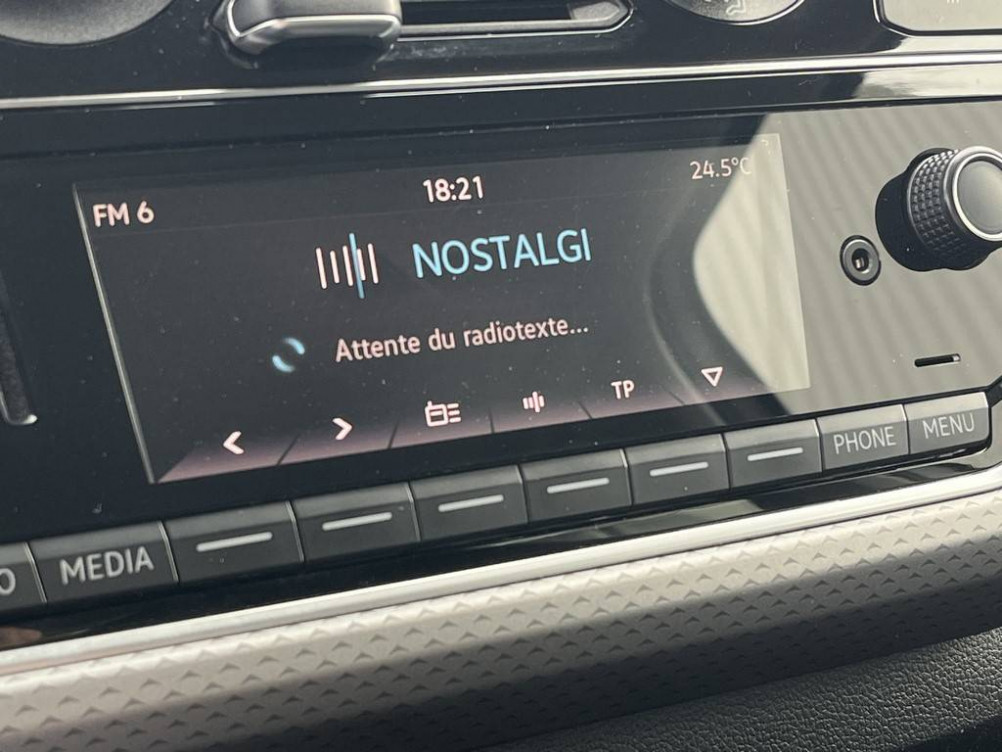 FM 6
18:21
24.5°C
NOSTALGI
Attente du radiotexte...
TP
MEDIA
PHONE
MENU